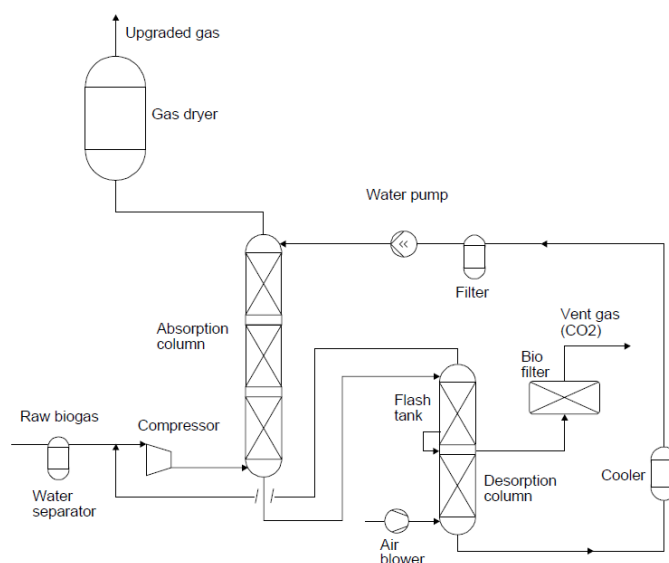 Upgraded gas
Gas dryer
Water pump
Filter
Vent gas
(CO2)
Absorption
column
Bio
filter
Flash
tank
Raw biogas
Compressor
Water
separator
Desorption
column
Cooler
Air
blower